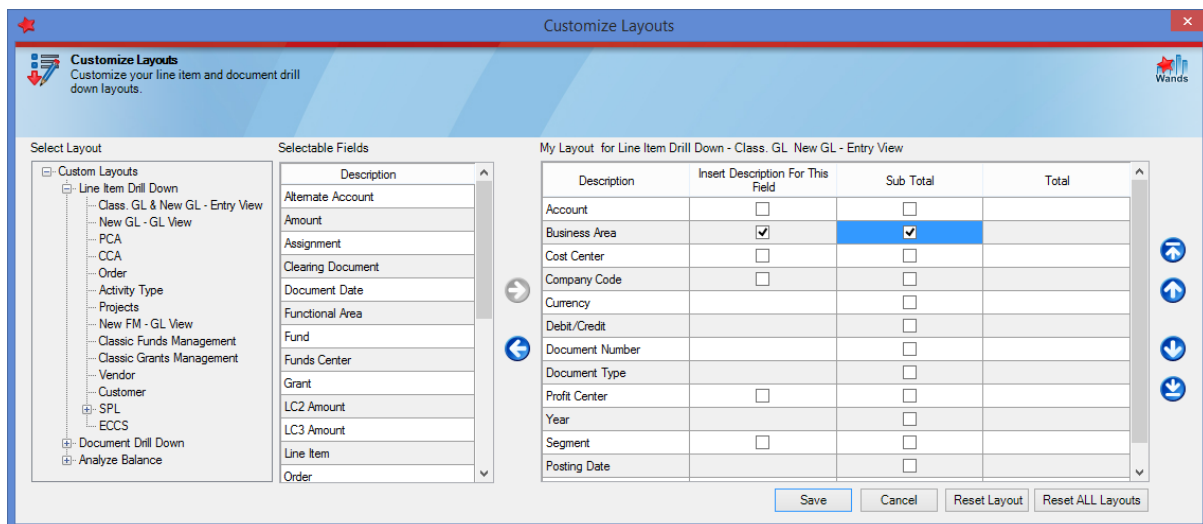 Customize Layouts
Customize Layouts
Customize your line item and document drill
down layouts.
Wands
Select Layout
Custom Layouts
Line Item Drill Down
Class. GL & New GL - Entry View
New GL - GL View
PCA
CCA
Order
Activity Type
Projects
New FM - GL View
Classic Funds Management
Classic Grants Management
Vendor
Customer
SPL
ECCS
Document Drill Down
Analyze Balance
Selectable Fields
Description
Alternate Account
Amount
Assignment
Clearing Document
Document Date
Functional Area
Fund
Funds Center
Grant
LC2 Amount
LC3 Amount
Line Item
Order
My Layout for Line Item Drill Down - Class. GL New GL - Entry View
Description Insert Description For This Sub Total Total
Field
Account
Business Area
Cost Center
Company Code
Currency
Debit/Credit
Document Number
Document Type
Profit Center
Year
Segment
Posting Date
Save Cancel Reset Layout Reset ALL Layouts